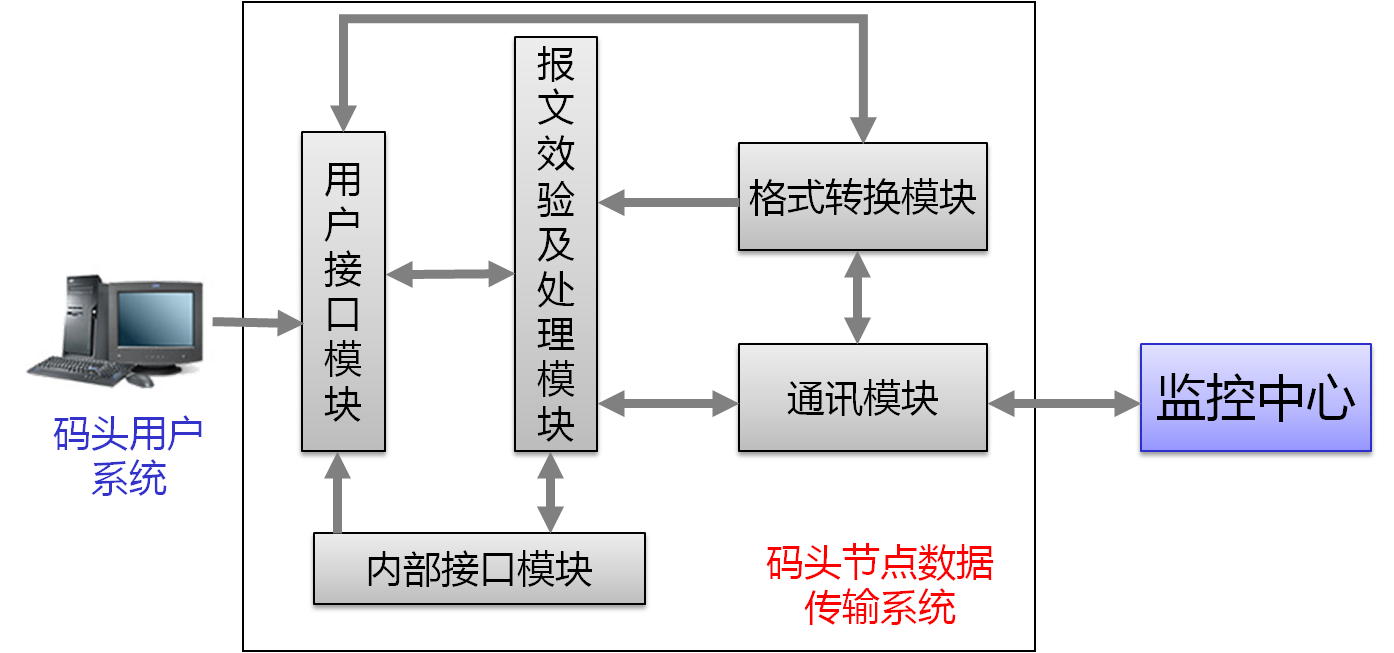 用户接口模块
报文效验及处理模块
格式转换模块
通讯模块
监控中心
码头用户
系统
内部接口模块
码头节点数据
传输系统